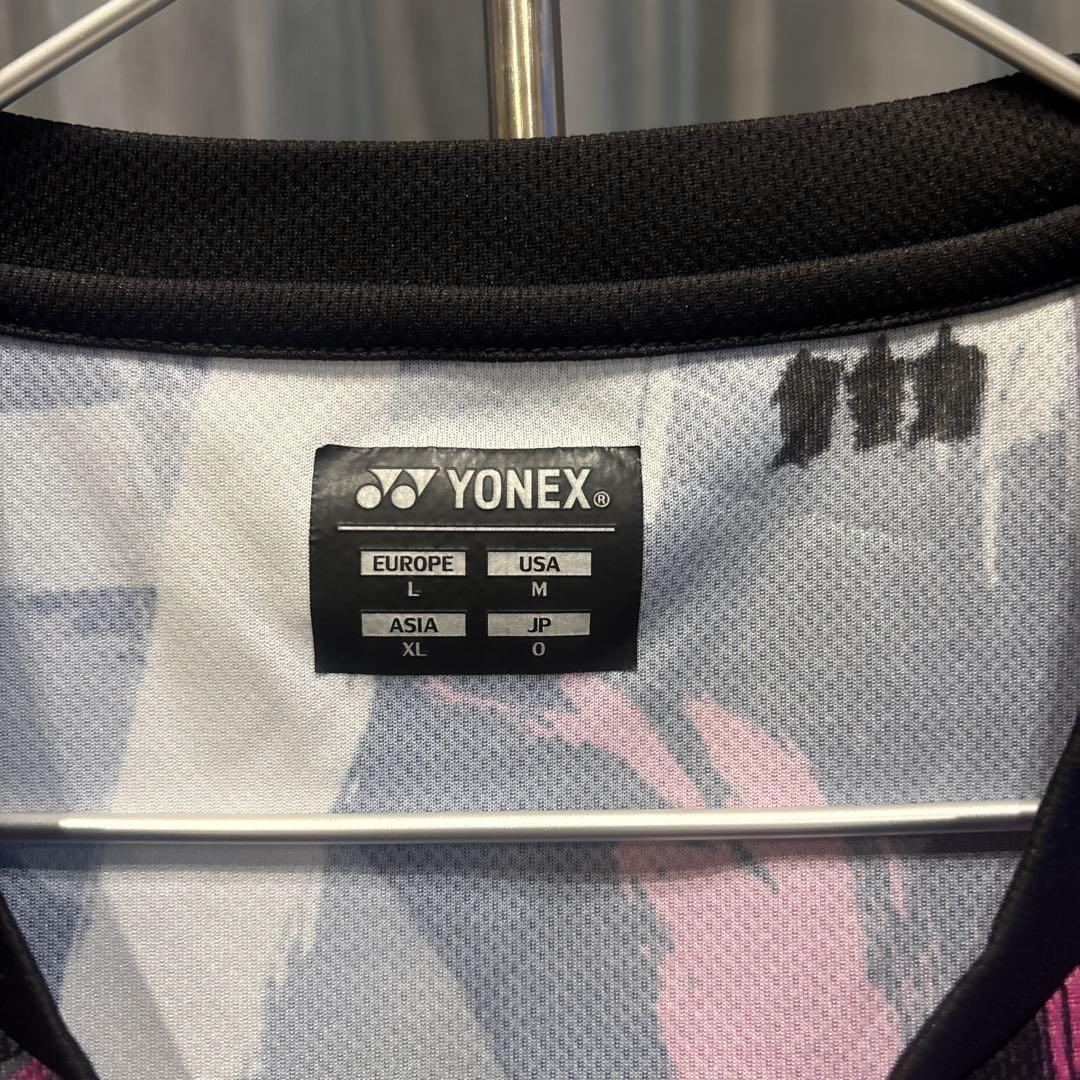 YONEX®
EUROPE USA
L M
ASIA JP
XL O